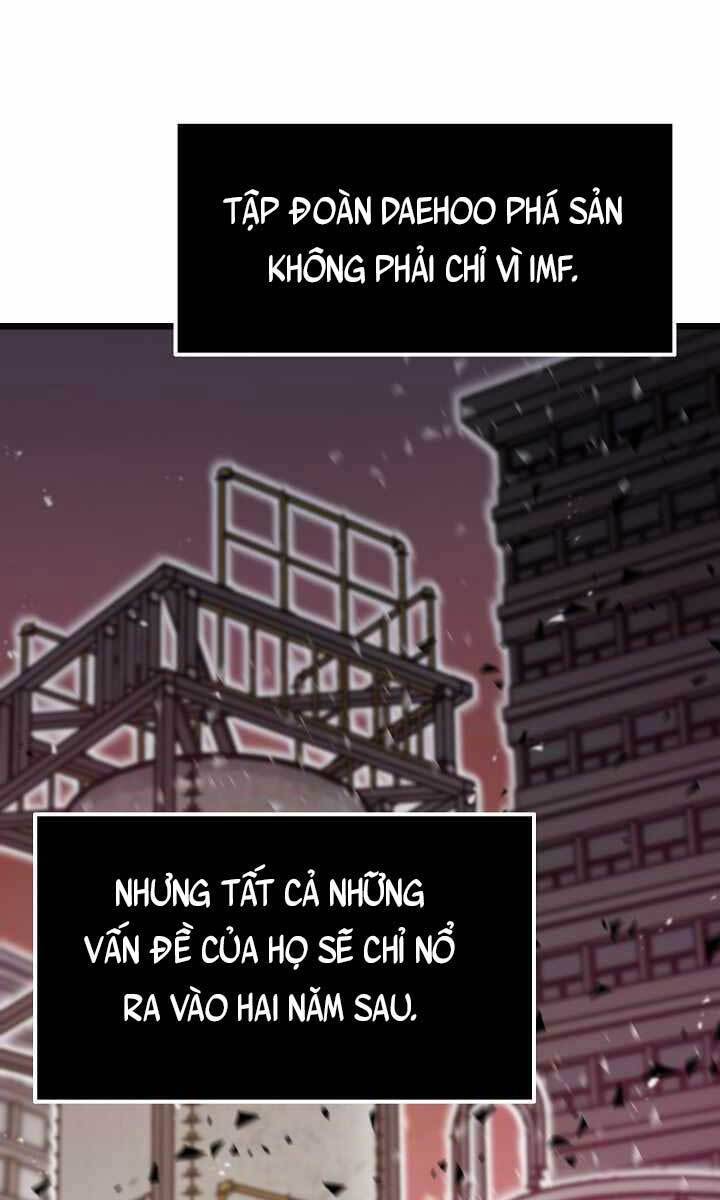 TẬP ĐOÀN DAEHOO PHÁ SẢN
KHÔNG PHẢI CHỈ VÌ IMF.
NHƯNG TẤT CẢ NHỮNG
VẤN ĐỀ CỦA HỌ SẼ CHỈ NỔ
RA VÀO HAI NĂM SAU.